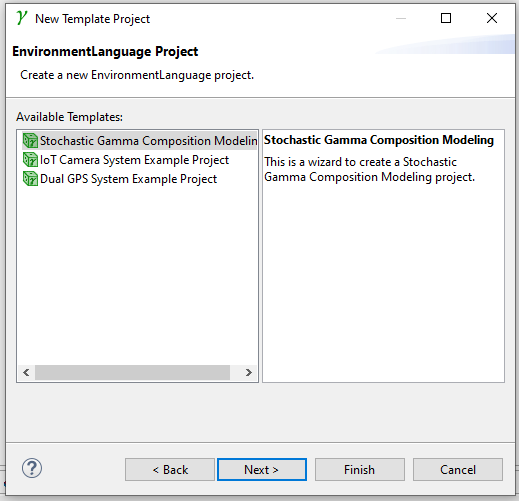 New Template Project
EnvironmentLanguage Project
Create a new EnvironmentLanguage project.
Available Templates:
Stochastic Gamma Composition Modelin
IoT Camera System Example Project
Dual GPS System Example Project
Stochastic Gamma Composition Modeling
This is a wizard to create a Stochastic
Gamma Composition Modeling project.
< Back
Next >
Finish
Cancel